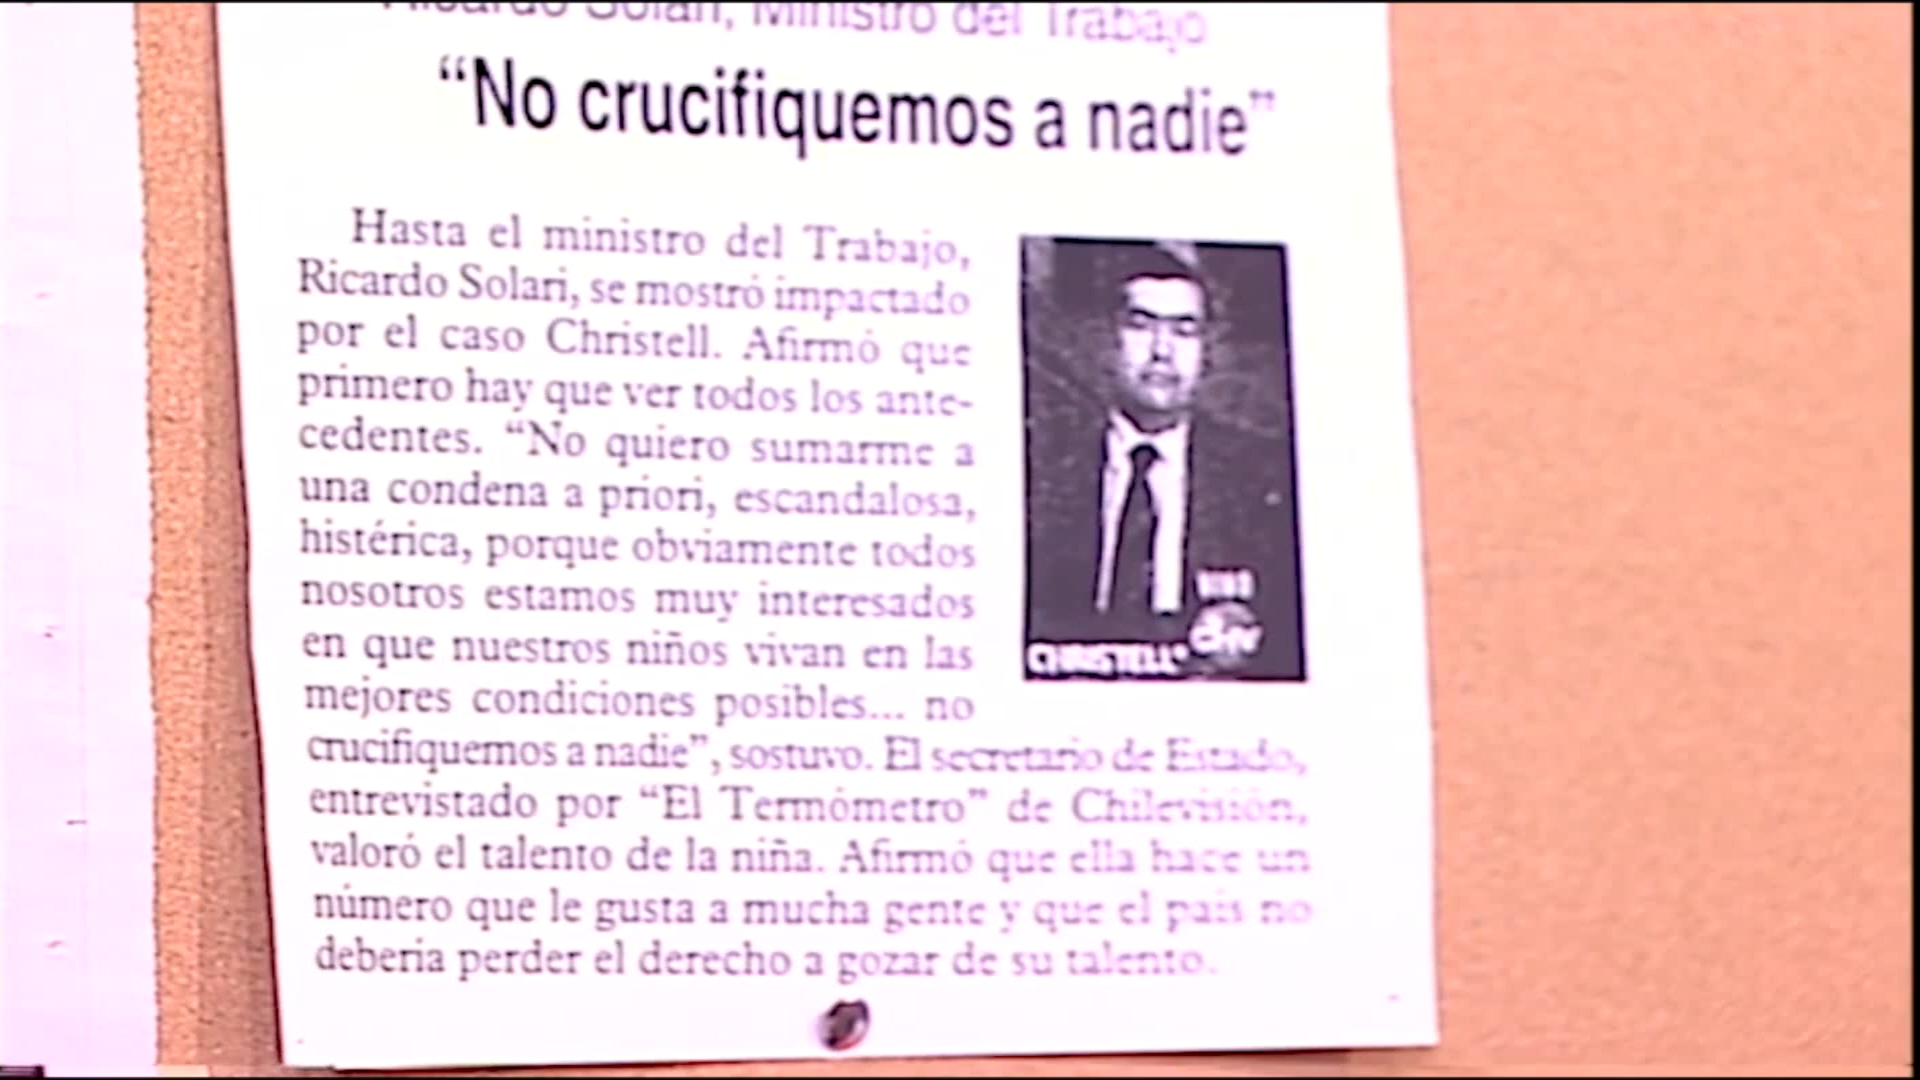 Ricardo Solari, Ministro del Trabajo
“No crucifiquemos a nadie”
Hasta el ministro del Trabajo,
Ricardo Solari, se mostró impactado
por el caso Christell. Afirmó que
primero hay que ver todos los ante-
cedentes. “No quiero sumarme a
una condena a priori, escandalosa,
histérica, porque obviamente todos
nosotros estamos muy interesados
en que nuestros niños vivan en las
mejores condiciones posibles... no
crucifiquemos a nadie”, sostuvo. El secretario de Estado,
entrevistado por “El Termómetro” de Chilevisión,
valoró el talento de la niña. Afirmó que ella hace un
número que le gusta a mucha gente y que el país no
debería perder el derecho a gozar de su talento.
chv
CHRISTELL